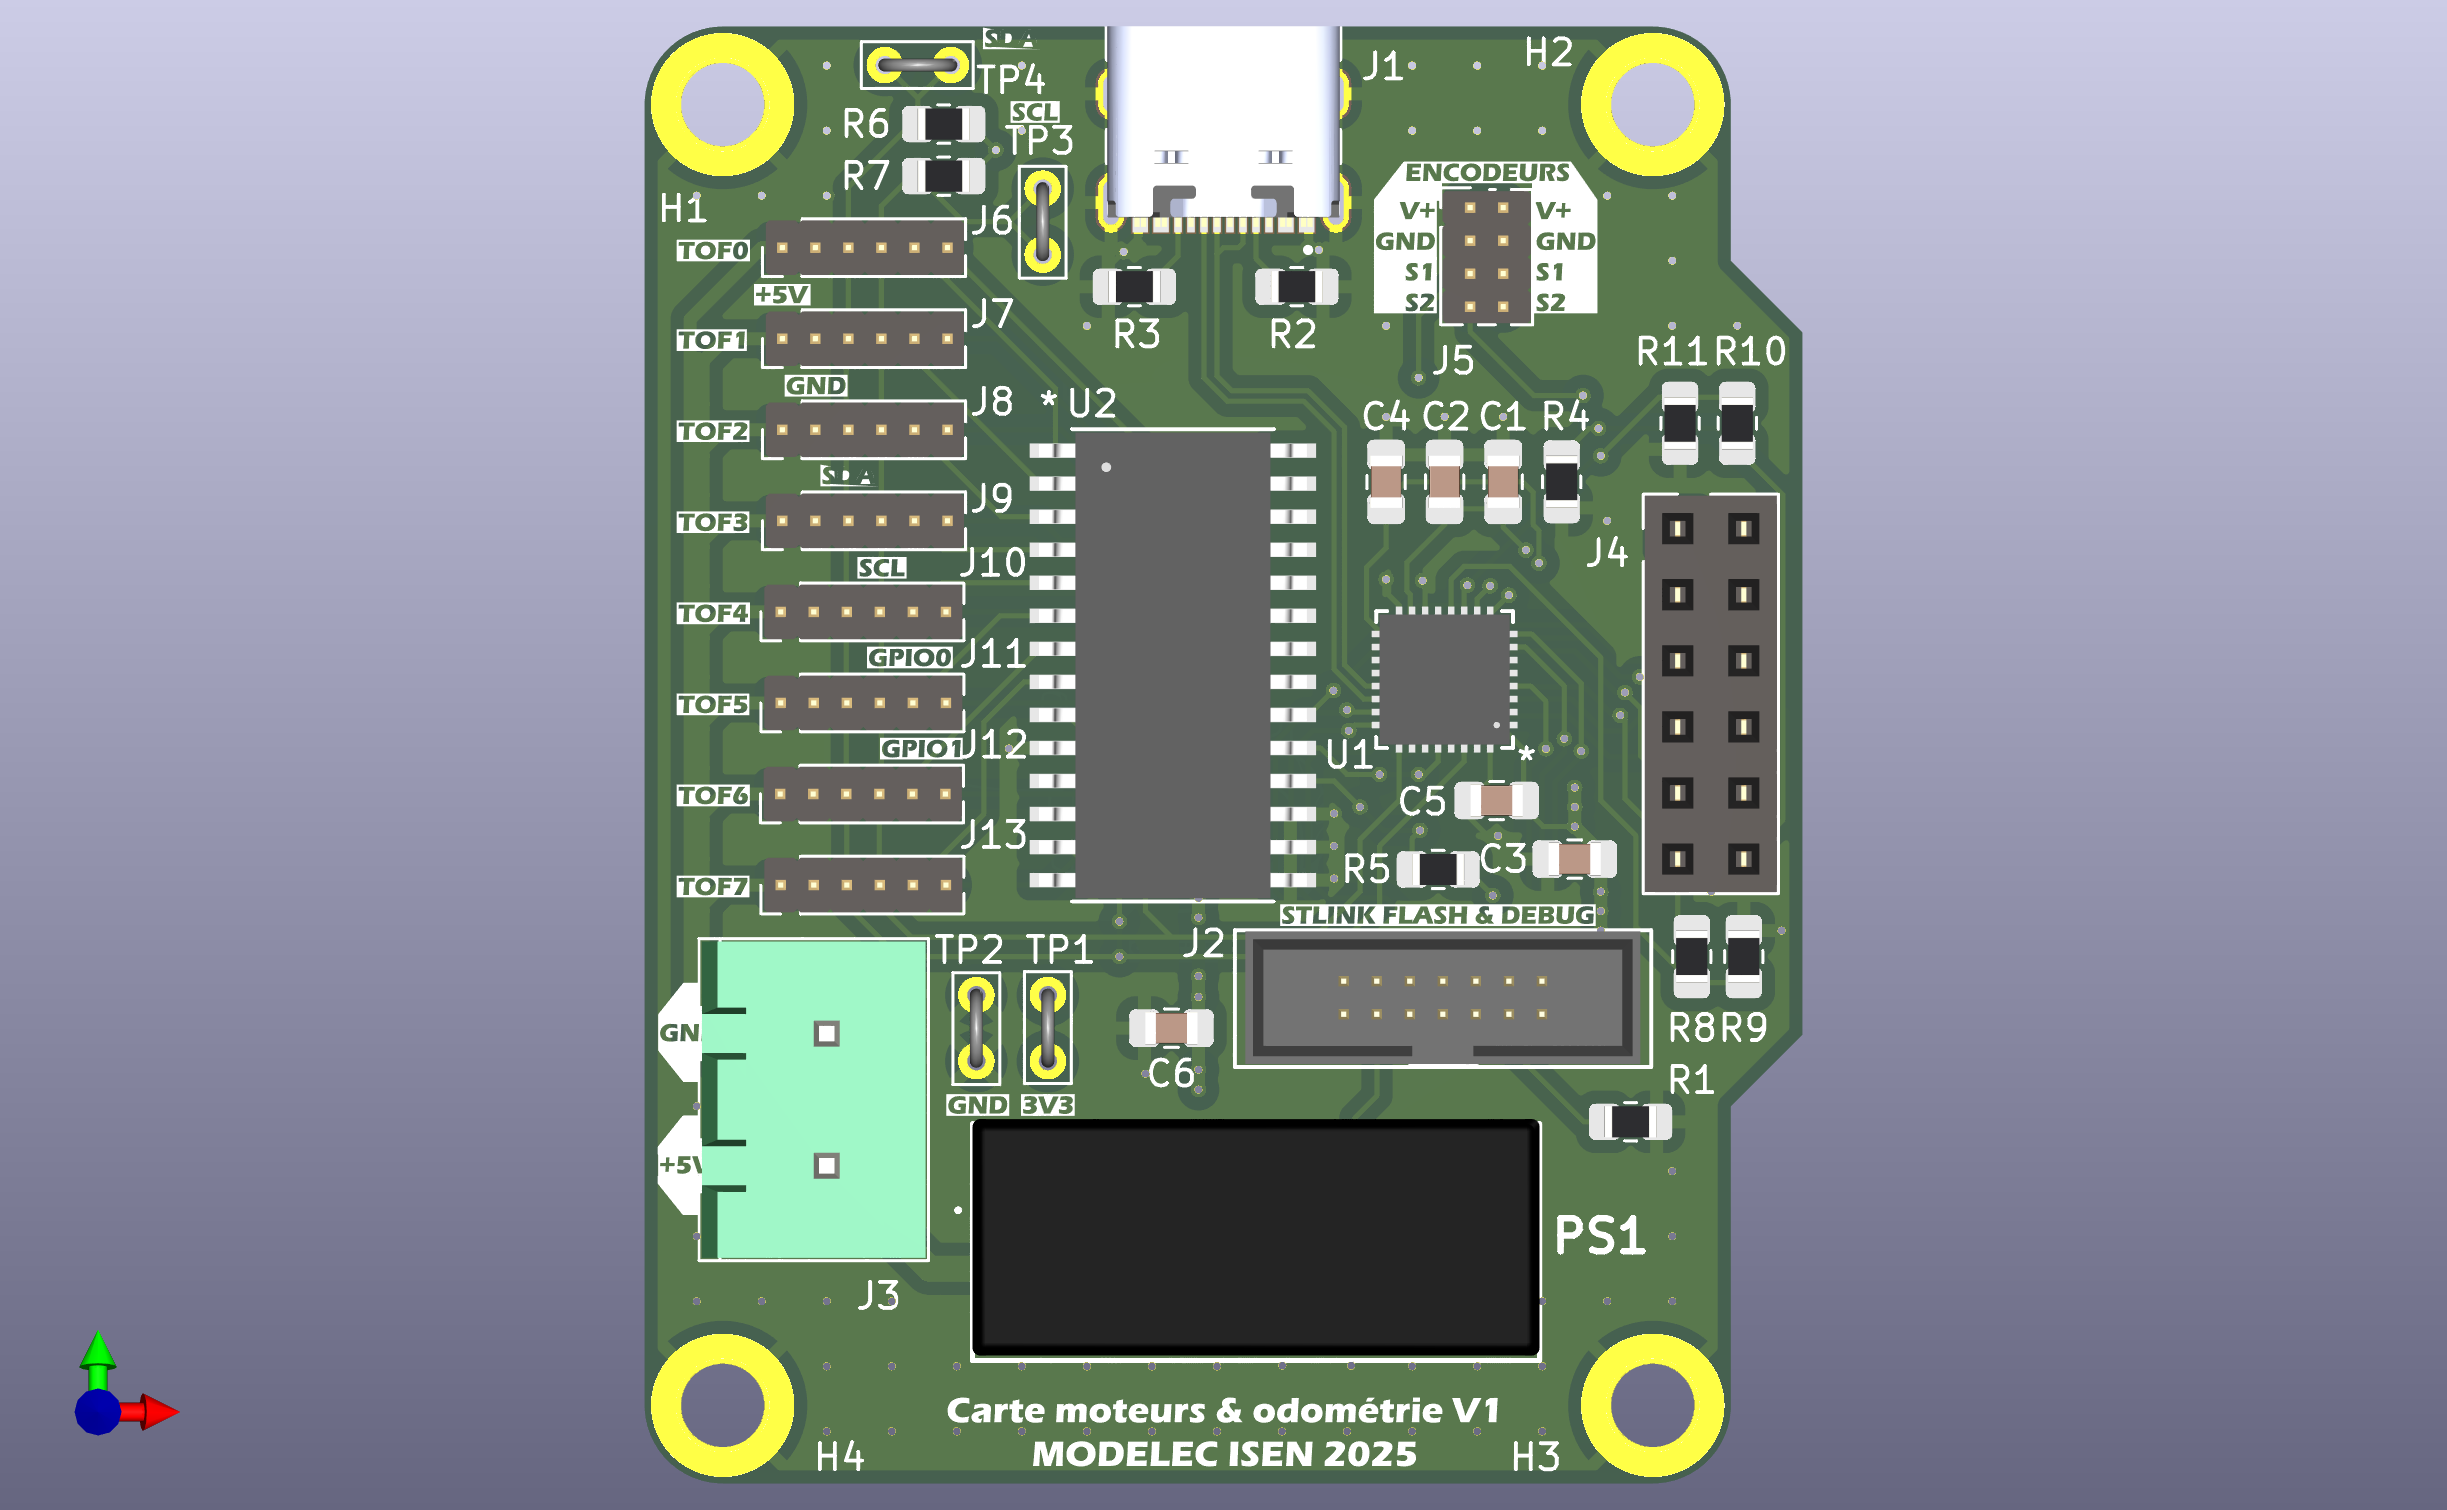 SDA
TP4
J1
H2
R6
SCL
TP3
R7
ENCODEURS
H1
J6
V+ V+
TOF0
GND GND
+5V
S1 S1
S2 S2
J7
TOF1
R3
R2
R11 R10
J5
GND
J8
* U2
C4 C2 C1 R4
TOF2
SDA
J9
TOF3
J4
SCL
J10
TOF4
GPIO0
J11
TOF5
GPIO1
J12
U1
*
TOF6
C5
J13
R5
C3
TOF7
STLINK FLASH & DEBUG
TP2 TP1
J2
GND
R8 R9
C6
R1
GND 3V3
+5V
PS1
J3
Carte moteurs & odométrie V1
MODELEC ISEN 2025
H4
H3